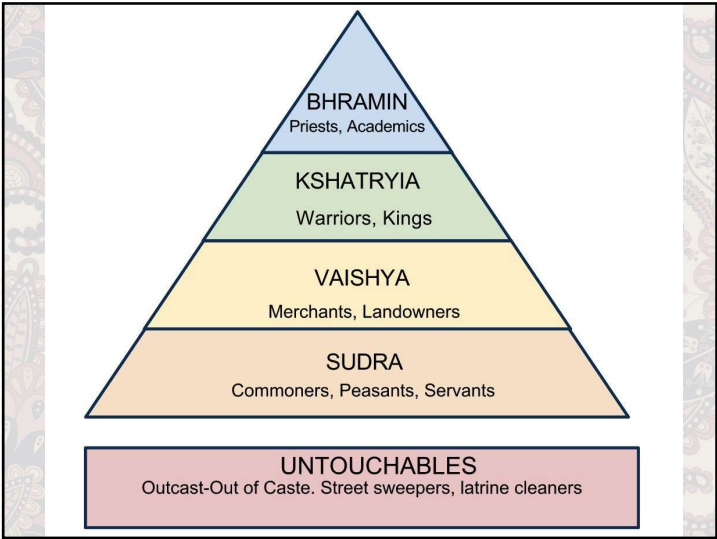 BHRAMIN
Priests, Academics
KSHATRYIA
Warriors, Kings
VAISHYA
Merchants, Landowners
SUDRA
Commoners, Peasants, Servants
UNTOUCHABLES
Outcast-Out of Caste. Street sweepers, latrine cleaners